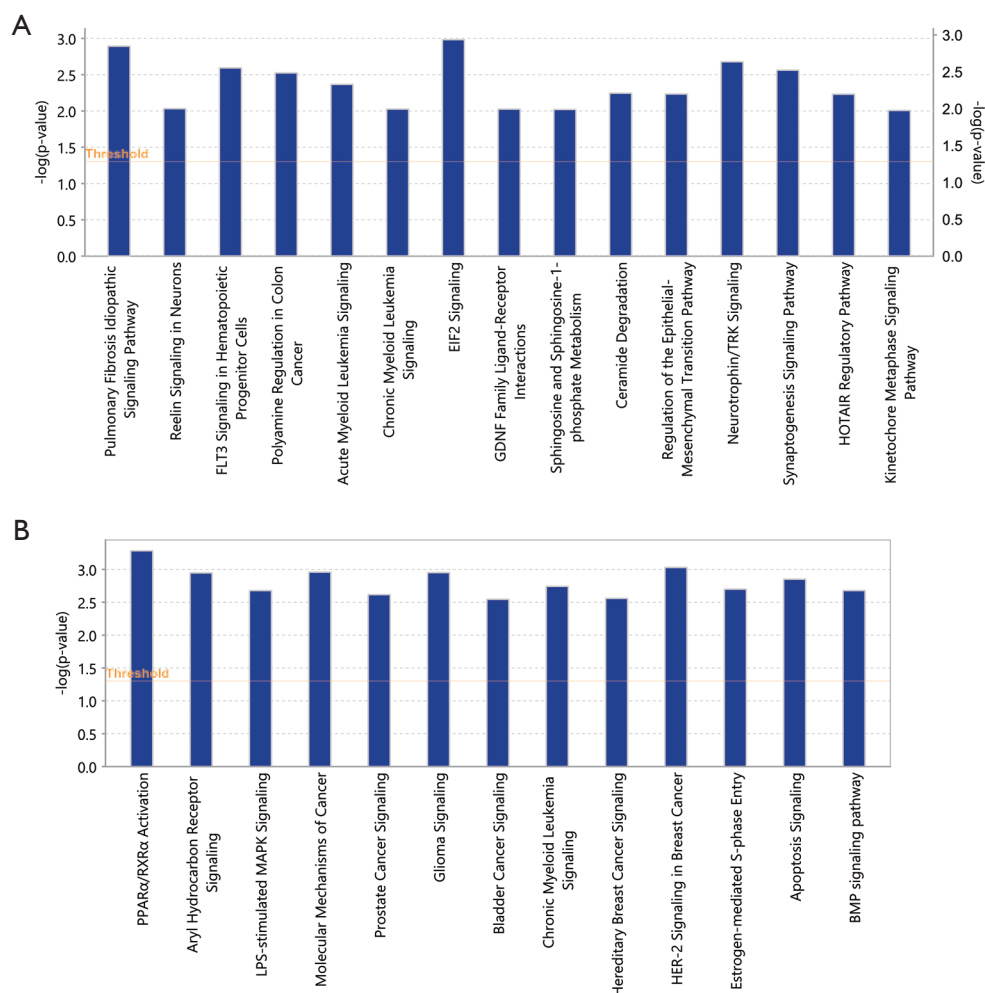 A
3.0
2.5
2.0
1.5
1.0
0.5
0.0
-log(p-value)
Threshold
3.0
2.5
2.0
1.5
1.0
0.5
0.0
-log(p-value)
Pulmonary Fibrosis Idiopathic
Signaling Pathway
Reelin Signaling in Neurons
FLT3 Signaling in Hematopoietic
Progenitor Cells
Polyamine Regulation in Colon
Cancer
Acute Myeloid Leukemia Signaling
Chronic Myeloid Leukemia
Signaling
EIF2 Signaling
GDNF Family Ligand-Receptor
Interactions
Sphingosine and Sphingosine-1-
phosphate Metabolism
Ceramide Degradation
Regulation of the Epithelial-
Mesenchymal Transition Pathway
Neurotrophin/TRK Signaling
Synaptogenesis Signaling Pathway
HOTAIR Regulatory Pathway
Kinetochore Metaphase Signaling
Pathway
B
3.0
2.5
2.0
1.5
1.0
0.5
0.0
-log(p-value)
Threshold
PPARα/RXRα Activation
Aryl Hydrocarbon Receptor
Signaling
LPS-stimulated MAPK Signaling
Molecular Mechanisms of Cancer
Prostate Cancer Signaling
Glioma Signaling
Bladder Cancer Signaling
Chronic Myeloid Leukemia
Signaling
Hereditary Breast Cancer Signaling
HER-2 Signaling in Breast Cancer
Estrogen-mediated S-phase Entry
Apoptosis Signaling
BMP signaling pathway